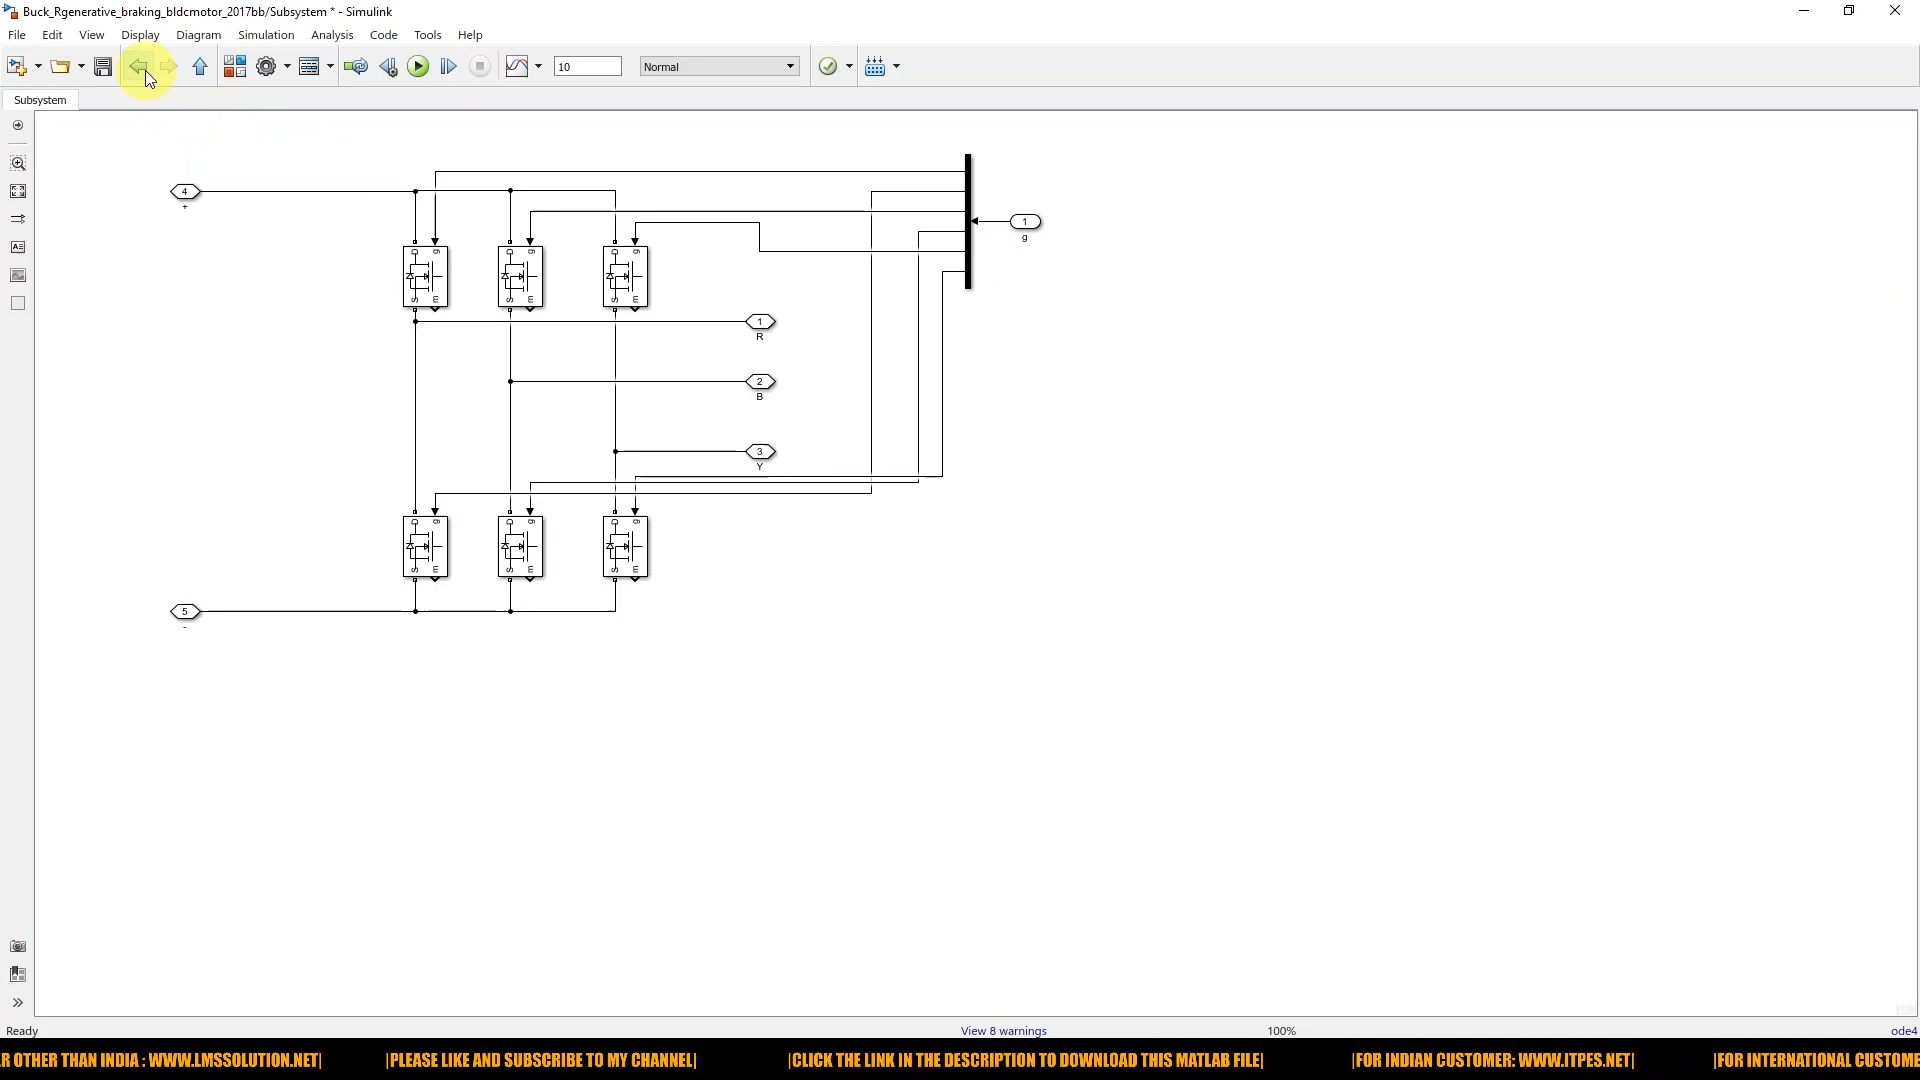 Buck_Rgenerative_braking_bldcmotor_2017bb/Subsystem * - Simulink
File Edit View Display Diagram Simulation Analysis Code Tools Help
10 Normal
Subsystem
4
+
1
g
D g
S m
D g
S m
D g
S m
1
R
2
B
3
Y
D g
S m
D g
S m
D g
S m
5
-
Ready View 8 warnings 100% ode4
R OTHER THAN INDIA : WWW.LMSSOLUTION.NET| |PLEASE LIKE AND SUBSCRIBE TO MY CHANNEL| |CLICK THE LINK IN THE DESCRIPTION TO DOWNLOAD THIS MATLAB FILE| |FOR INDIAN CUSTOMER: WWW.ITPES.NET| |FOR INTERNATIONAL CUSTOME